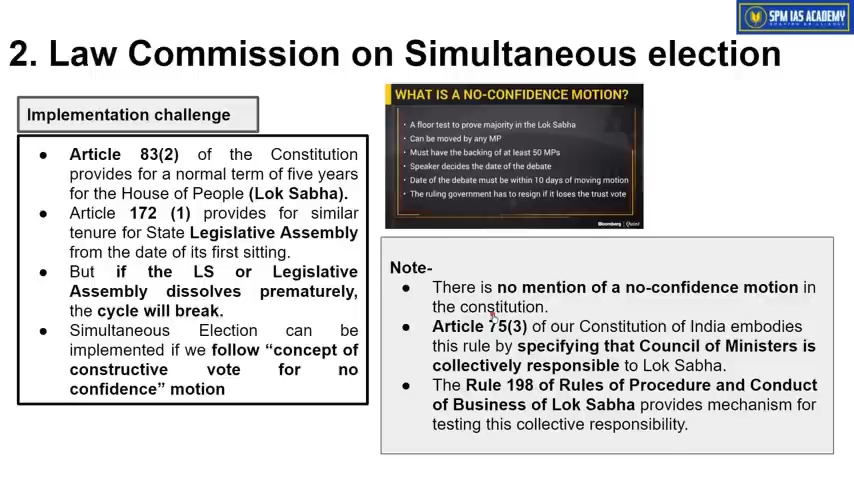 SPM IAS ACADEMY
2. Law Commission on Simultaneous election
Implementation challenge
● Article 83(2) of the Constitution
provides for a normal term of five years
for the House of People (Lok Sabha).
● Article 172 (1) provides for similar
tenure for State Legislative Assembly
from the date of its first sitting.
● But if the LS or Legislative
Assembly dissolves prematurely,
the cycle will break.
● Simultaneous Election can be
implemented if we follow “concept of
constructive vote for no
confidence” motion
WHAT IS A NO-CONFIDENCE MOTION?
• A floor test to prove majority in the Lok Sabha
• Can be moved by any MP
• Must have the backing of at least 50 MPs
• Speaker decides the date of the debate
• Date of the debate must be within 10 days of moving motion
• The ruling government has to resign if it loses the trust vote
Bloomberg | Quint
Note-
● There is no mention of a no-confidence motion in
the constitution.
● Article 75(3) of our Constitution of India embodies
this rule by specifying that Council of Ministers is
collectively responsible to Lok Sabha.
● The Rule 198 of Rules of Procedure and Conduct
of Business of Lok Sabha provides mechanism for
testing this collective responsibility.